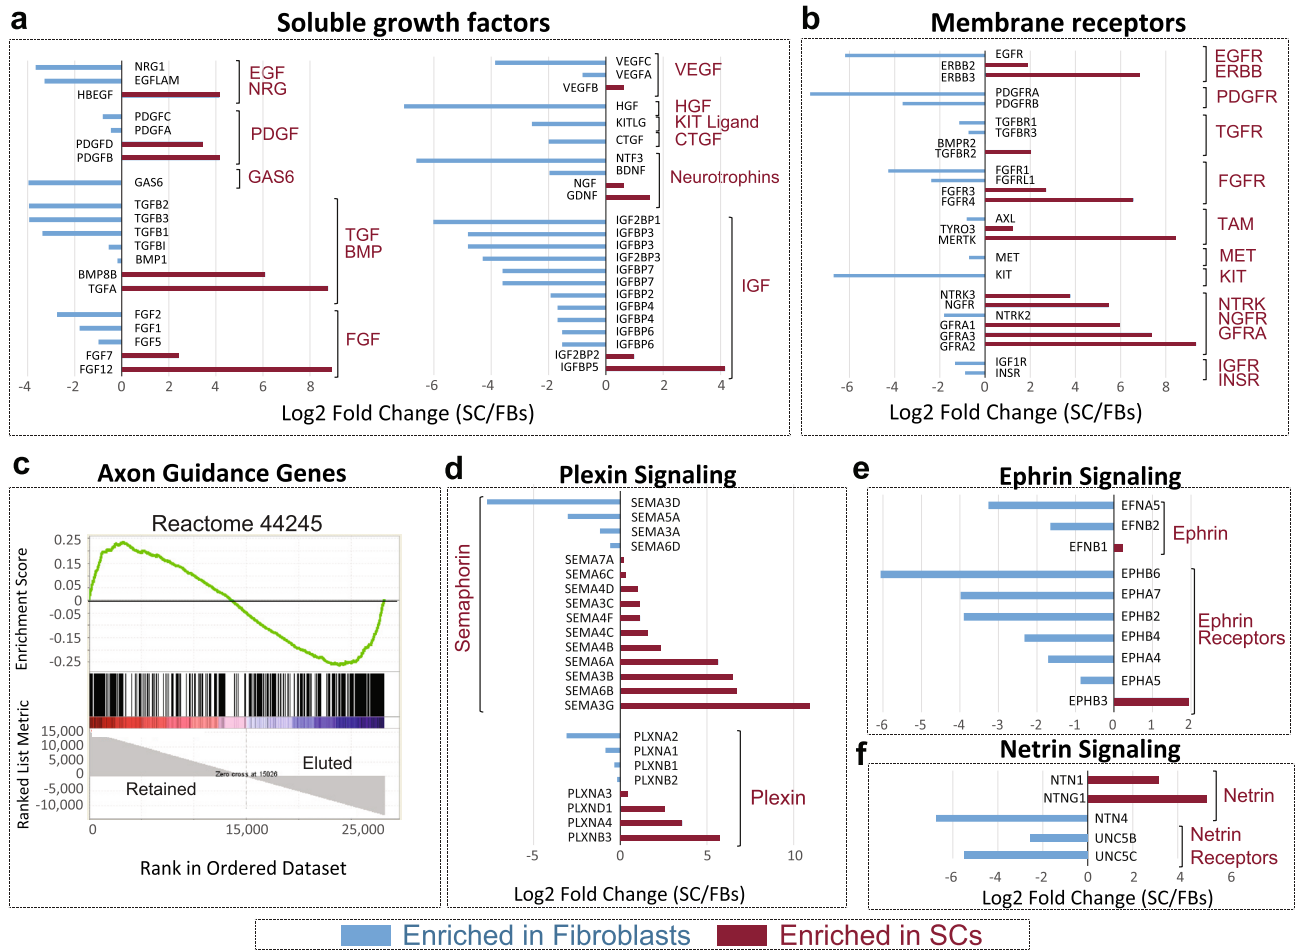 a
Soluble growth factors
NRG1
EGFLAM
HBEGF
EGF
NRG
PDGFC
PDGFA
PDGFD
PDGFB
PDGF
GAS6
GAS6
TGFB2
TGFB3
TGFB1
TGFBI
BMP1
BMP8B
TGFA
TGF
BMP
FGF2
FGF1
FGF5
FGF7
FGF12
FGF
-4 -2 0 2 4 6 8
VEGFC
VEGFA
VEGFB
VEGF
HGF
HGF
KITLG
KIT Ligand
CTGF
CTGF
NTF3
BDNF
NGF
GDNF
Neurotrophins
IGF2BP1
IGFBP3
IGFBP3
IGF2BP3
IGFBP7
IGFBP7
IGFBP2
IGFBP4
IGFBP4
IGFBP6
IGFBP6
IGF2BP2
IGFBP5
IGF
-6 -4 -2 0 2 4
Log2 Fold Change (SC/FBs)
b
Membrane receptors
EGFR
ERBB2
ERBB3
EGFR
ERBB
PDGFRA
PDGFRB
PDGFR
TGFBR1
TGFBR3
BMPR2
TGFBR2
TGFR
FGFR1
FGFRL1
FGFR3
FGFR4
FGFR
AXL
TYRO3
MERTK
TAM
MET
MET
KIT
KIT
NTRK3
NGFR
NTRK2
GFRA1
GFRA3
GFRA2
NTRK
NGFR
GFRA
IGF1R
INSR
IGFR
INSR
-6 -4 -2 0 2 4 6 8
Log2 Fold Change (SC/FBs)
c
Axon Guidance Genes
Reactome 44245
Enrichment Score
0.25
0.15
0.05
0
-0.05
-0.15
-0.25
Ranked List Metric
15,000
10,000
5,000
0
-5,000
-10,000
Zero cross at 15026
Eluted
Retained
0 15,000 25,000
Rank in Ordered Dataset
d
Plexin Signaling
Semaphorin
SEMA3D
SEMA5A
SEMA3A
SEMA6D
SEMA7A
SEMA6C
SEMA4D
SEMA3C
SEMA4F
SEMA4C
SEMA4B
SEMA6A
SEMA3B
SEMA6B
SEMA3G
PLXNA2
PLXNA1
PLXNB1
PLXNB2
PLXNA3
PLXND1
PLXNA4
PLXNB3
Plexin
-5 0 5 10
Log2 Fold Change (SC/FBs)
e
Ephrin Signaling
EFNA5
EFNB2
EFNB1
Ephrin
EPHB6
EPHA7
EPHB2
EPHB4
EPHA4
EPHA5
EPHB3
Ephrin
Receptors
-6 -5 -4 -3 -2 -1 0 1 2
f
Netrin Signaling
NTN1
NTNG1
NTN4
Netrin
UNC5B
UNC5C
Netrin
Receptors
-6 -4 -2 0 2 4 6
Log2 Fold Change (SC/FBs)
Enriched in Fibroblasts
Enriched in SCs